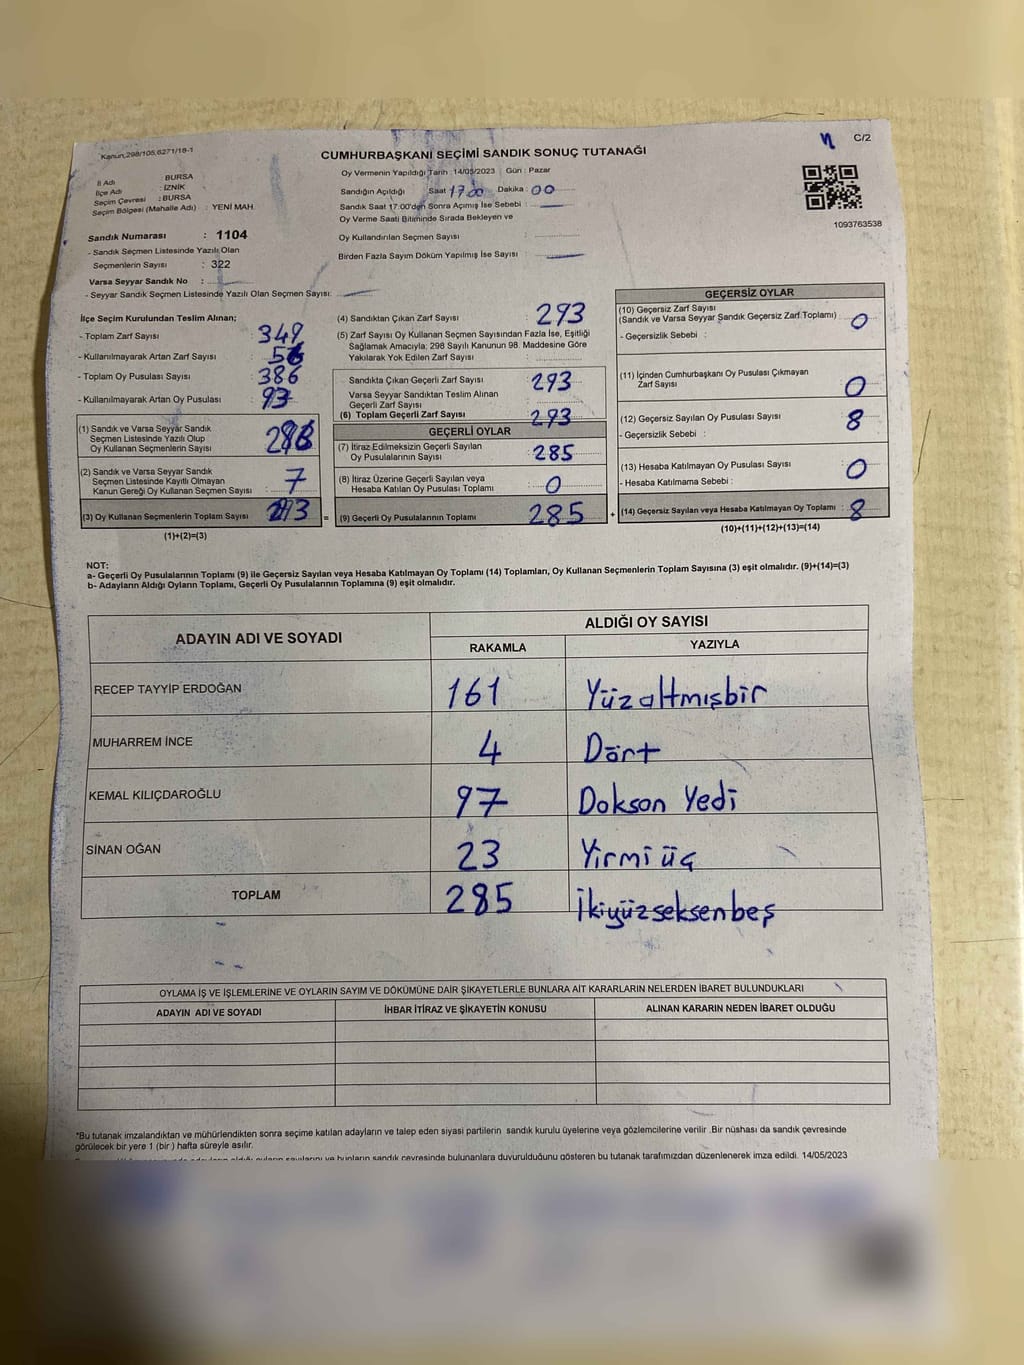 Kanun,298/105,6271/18-1
C/2
CUMHURBAŞKANI SEÇİMİ SANDIK SONUÇ TUTANAĞI
İl Adı : BURSA
İlçe Adı : İZNİK
Seçim Çevresi : BURSA
Seçim Bölgesi (Mahalle Adı) : YENİ MAH.
Oy Vermenin Yapıldığı Tarih : 14/05/2023 Gün : Pazar
Sandığın Açıldığı Saat 17.00 Dakika : 00
Sandık Saat 17.00'den Sonra Açımış İse Sebebi :
Oy Verme Saati Bitiminde Sırada Bekleyen ve
Oy Kullandırılan Seçmen Sayısı :
Birden Fazla Sayım Döküm Yapılmış İse Sayısı :
1093763538
Sandık Numarası : 1104
- Sandık Seçmen Listesinde Yazılı Olan
Seçmenlerin Sayısı : 322
Varsa Seyyar Sandık No :
- Seyyar Sandık Seçmen Listesinde Yazılı Olan Seçmen Sayısı:
İlçe Seçim Kurulundan Teslim Alınan;
- Toplam Zarf Sayısı : 349
- Kullanılmayarak Artan Zarf Sayısı : 56
- Toplam Oy Pusulası Sayısı : 386
- Kullanılmayarak Artan Oy Pusulası : 93
(1) Sandık ve Varsa Seyyar Sandık
Seçmen Listesinde Yazılı Olup
Oy Kullanan Seçmenlerin Sayısı : 286
(2) Sandık ve Varsa Seyyar Sandık
Seçmen Listesinde Kayıtlı Olmayan
Kanun Gereği Oy Kullanan Seçmen Sayısı : 7
(3) Oy Kullanan Seçmenlerin Toplam Sayısı : 293
(1)+(2)=(3)
(4) Sandıktan Çıkan Zarf Sayısı : 293
(5) Zarf Sayısı Oy Kullanan Seçmen Sayısından Fazla İse, Eşitliği
Sağlamak Amacıyla; 298 Sayılı Kanunun 98. Maddesine Göre
Yakılarak Yok Edilen Zarf Sayısı :
Sandıkta Çıkan Geçerli Zarf Sayısı : 293
Varsa Seyyar Sandıktan Teslim Alınan
Geçerli Zarf Sayısı :
(6) Toplam Geçerli Zarf Sayısı : 293
GEÇERLİ OYLAR
(7) İtiraz Edilmeksizin Geçerli Sayılan
Oy Pusulalarının Sayısı : 285
(8) İtiraz Üzerine Geçerli Sayılan veya
Hesaba Katılan Oy Pusulası Toplamı : 0
= (9) Geçerli Oy Pusulalarının Toplamı : 285 +
GEÇERSİZ OYLAR
(10) Geçersiz Zarf Sayısı
(Sandık ve Varsa Seyyar Sandık Geçersiz Zarf Toplamı) : 0
- Geçersizlik Sebebi :
(11) İçinden Cumhurbaşkanı Oy Pusulası Çıkmayan
Zarf Sayısı : 0
(12) Geçersiz Sayılan Oy Pusulası Sayısı : 8
- Geçersizlik Sebebi :
(13) Hesaba Katılmayan Oy Pusulası Sayısı : 0
- Hesaba Katılmama Sebebi :
(14) Geçersiz Sayılan veya Hesaba Katılmayan Oy Toplamı : 8
(10)+(11)+(12)+(13)=(14)
NOT:
a- Geçerli Oy Pusulalarının Toplamı (9) ile Geçersiz Sayılan veya Hesaba Katılmayan Oy Toplamı (14) Toplamları, Oy Kullanan Seçmenlerin Toplam Sayısına (3) eşit olmalıdır. (9)+(14)=(3)
b- Adayların Aldığı Oyların Toplamı, Geçerli Oy Pusulalarının Toplamına (9) eşit olmalıdır.
ADAYIN ADI VE SOYADI
ALDIĞI OY SAYISI
RAKAMLA YAZIYLA
RECEP TAYYİP ERDOĞAN 161 Yüzaltmışbir
MUHARREM İNCE 4 Dört
KEMAL KILIÇDAROĞLU 97 Dokson Yedi
SİNAN OĞAN 23 Yirmi üç
TOPLAM 285 İkiyüzseksenbeş
OYLAMA İŞ VE İŞLEMLERİNE VE OYLARIN SAYIM VE DÖKÜMÜNE DAİR ŞİKAYETLERLE BUNLARA AİT KARARLARIN NELERDEN İBARET BULUNDUKLARI
ADAYIN ADI VE SOYADI İHBAR İTİRAZ VE ŞİKAYETİN KONUSU ALINAN KARARIN NEDEN İBARET OLDUĞU
*Bu tutanak imzalandıktan ve mühürlendikten sonra seçime katılan adayların ve talep eden siyasi partilerin sandık kurulu üyelerine veya gözlemcilerine verilir .Bir nüshası da sandık çevresinde
görülecek bir yere 1 (bir ) hafta süreyle asılır.
sandık çevresinde bulunanlara duyurulduğunu gösteren bu tutanak tarafımızdan düzenlenerek imza edildi. 14/05/2023